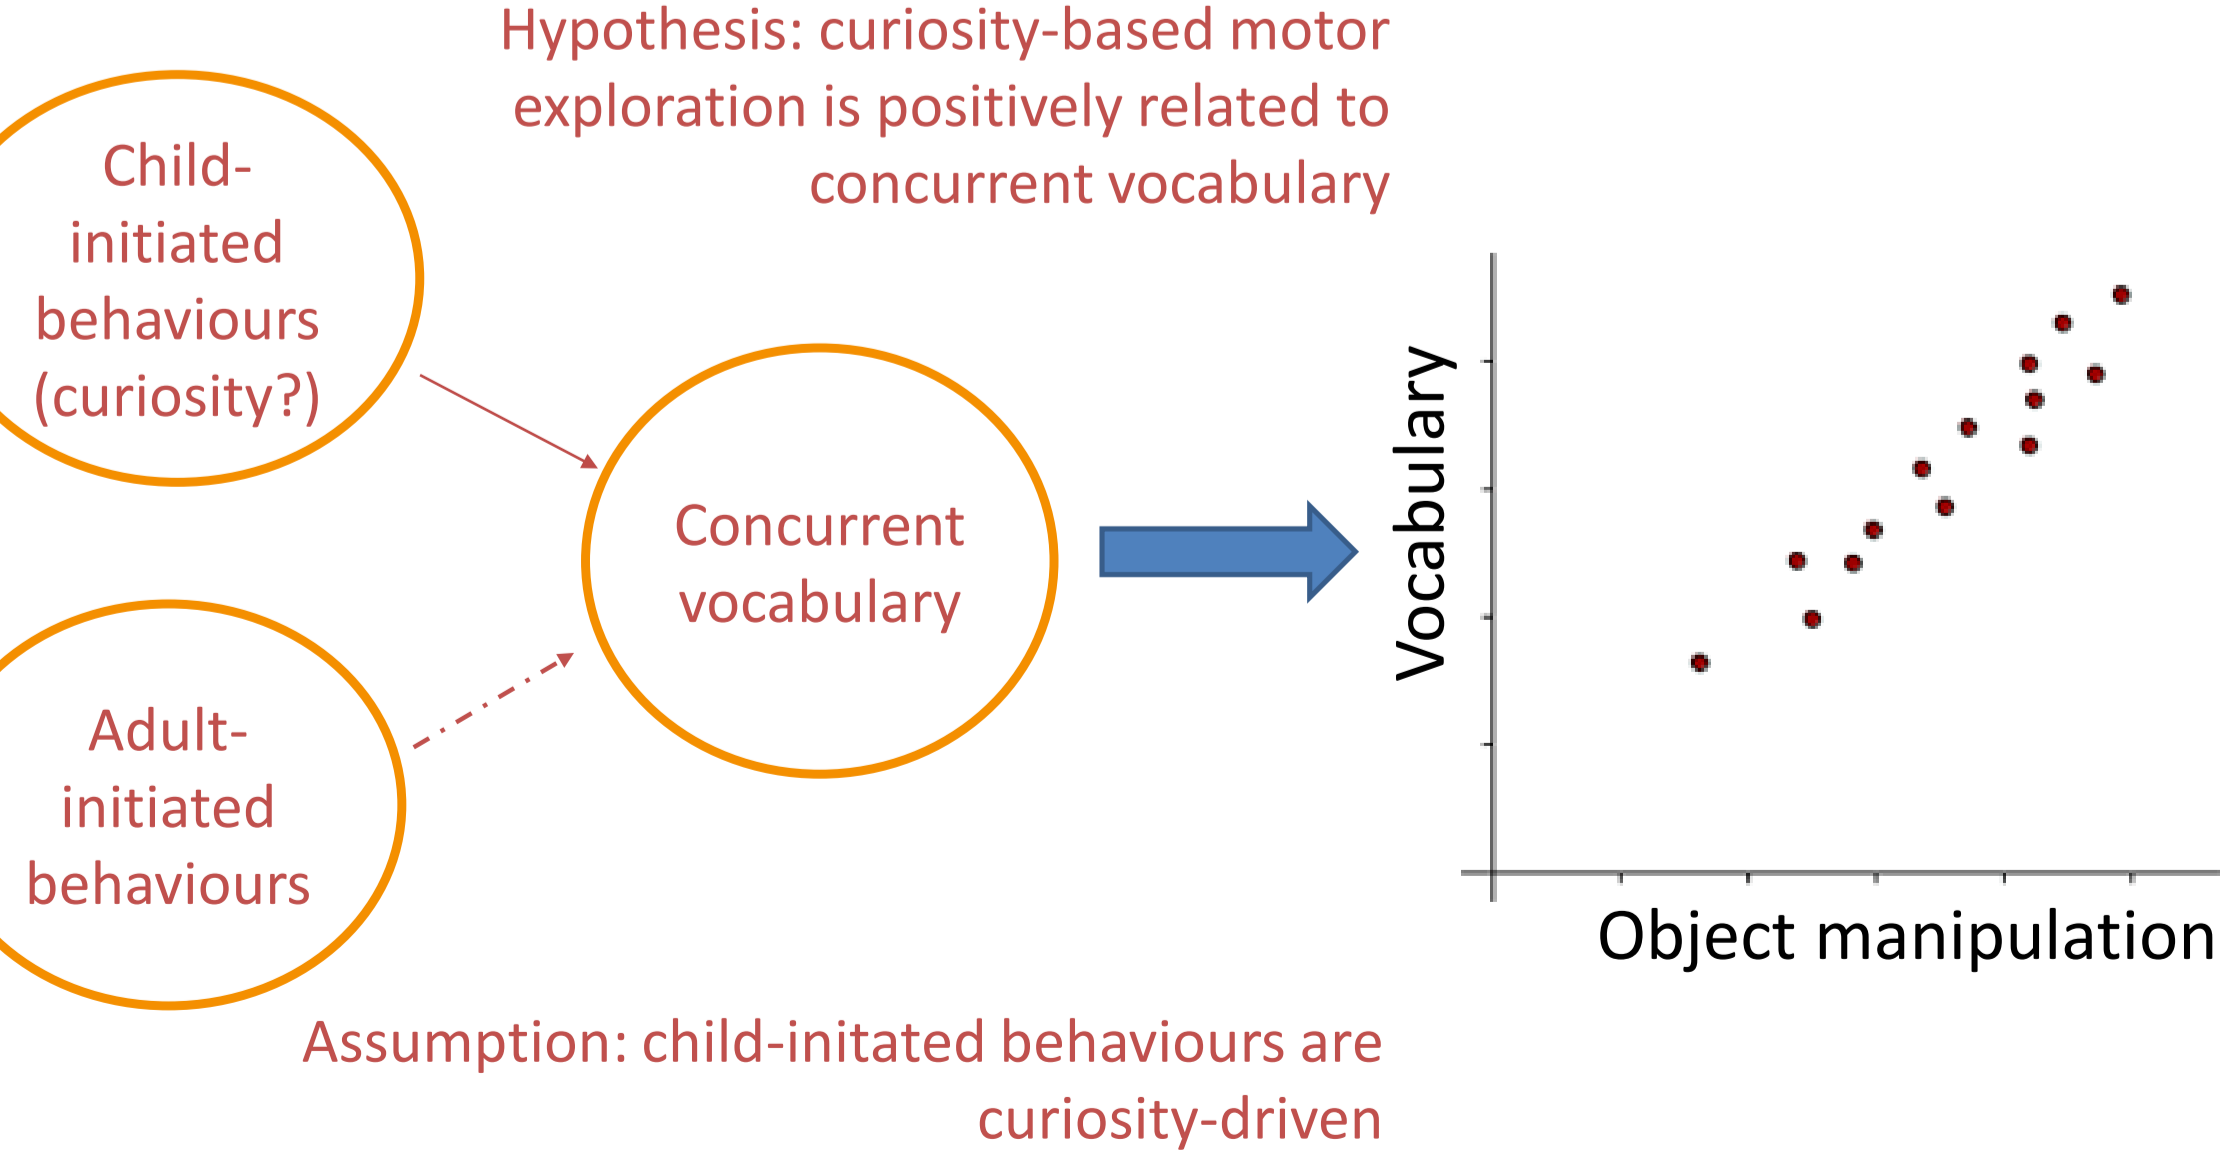 Hypothesis: curiosity-based motor
exploration is positively related to
concurrent vocabulary
Child-
initiated
behaviours
(curiosity?)
Concurrent
vocabulary
Adult-
initiated
behaviours
Vocabulary
Object manipulation
Assumption: child-initated behaviours are
curiosity-driven